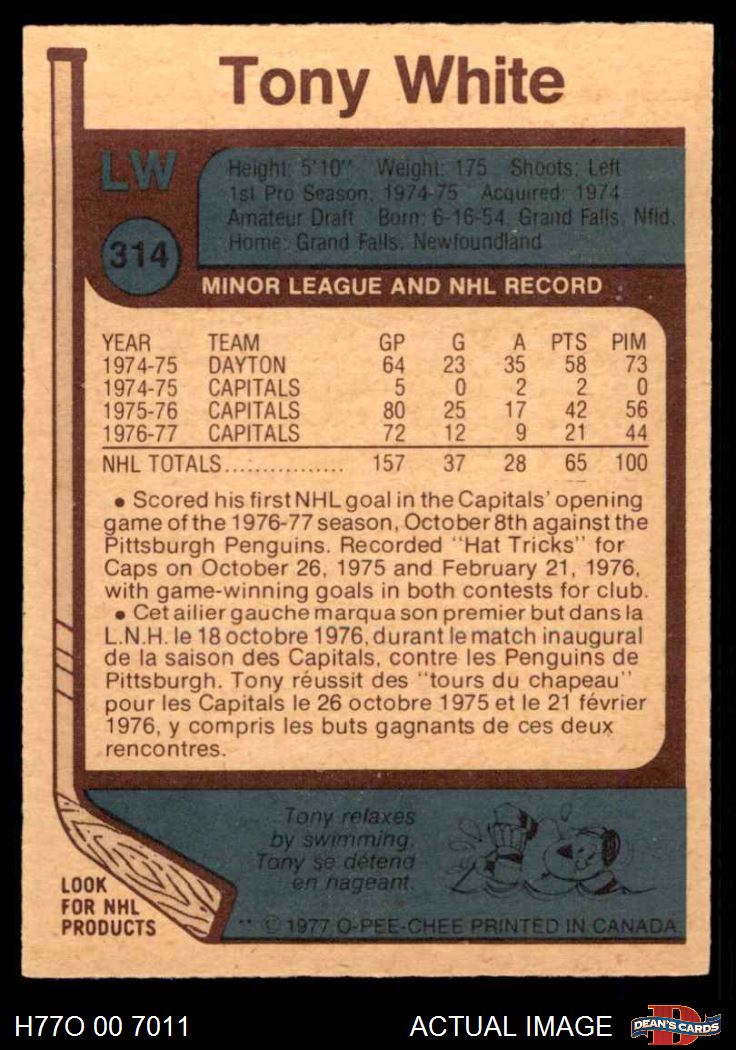 Tony White
LW
Height: 5'10" Weight: 175 Shoots: Left
1st Pro Season: 1974-75 Acquired: 1974
Amateur Draft Born: 6-16-54, Grand Falls, Nfld.
Home: Grand Falls, Newfoundland
314
MINOR LEAGUE AND NHL RECORD
YEAR TEAM GP G A PTS PIM
1974-75 DAYTON 64 23 35 58 73
1974-75 CAPITALS 5 0 2 2 0
1975-76 CAPITALS 80 25 17 42 56
1976-77 CAPITALS 72 12 9 21 44
NHL TOTALS................ 157 37 28 65 100
• Scored his first NHL goal in the Capitals' opening
game of the 1976-77 season, October 8th against the
Pittsburgh Penguins. Recorded "Hat Tricks" for
Caps on October 26, 1975 and February 21, 1976,
with game-winning goals in both contests for club.
• Cet ailier gauche marqua son premier but dans la
L.N.H. le 18 octobre 1976, durant le match inaugural
de la saison des Capitals, contre les Penguins de
Pittsburgh. Tony réussit des "tours du chapeau"
pour les Capitals le 26 octobre 1975 et le 21 février
1976, y compris les buts gagnants de ces deux
rencontres.
Tony relaxes
by swimming.
Tony se détend
en nageant.
LOOK
FOR NHL
PRODUCTS
** © 1977 O-PEE-CHEE PRINTED IN CANADA
H77O 00 7011
ACTUAL IMAGE
DEAN'S CARDS